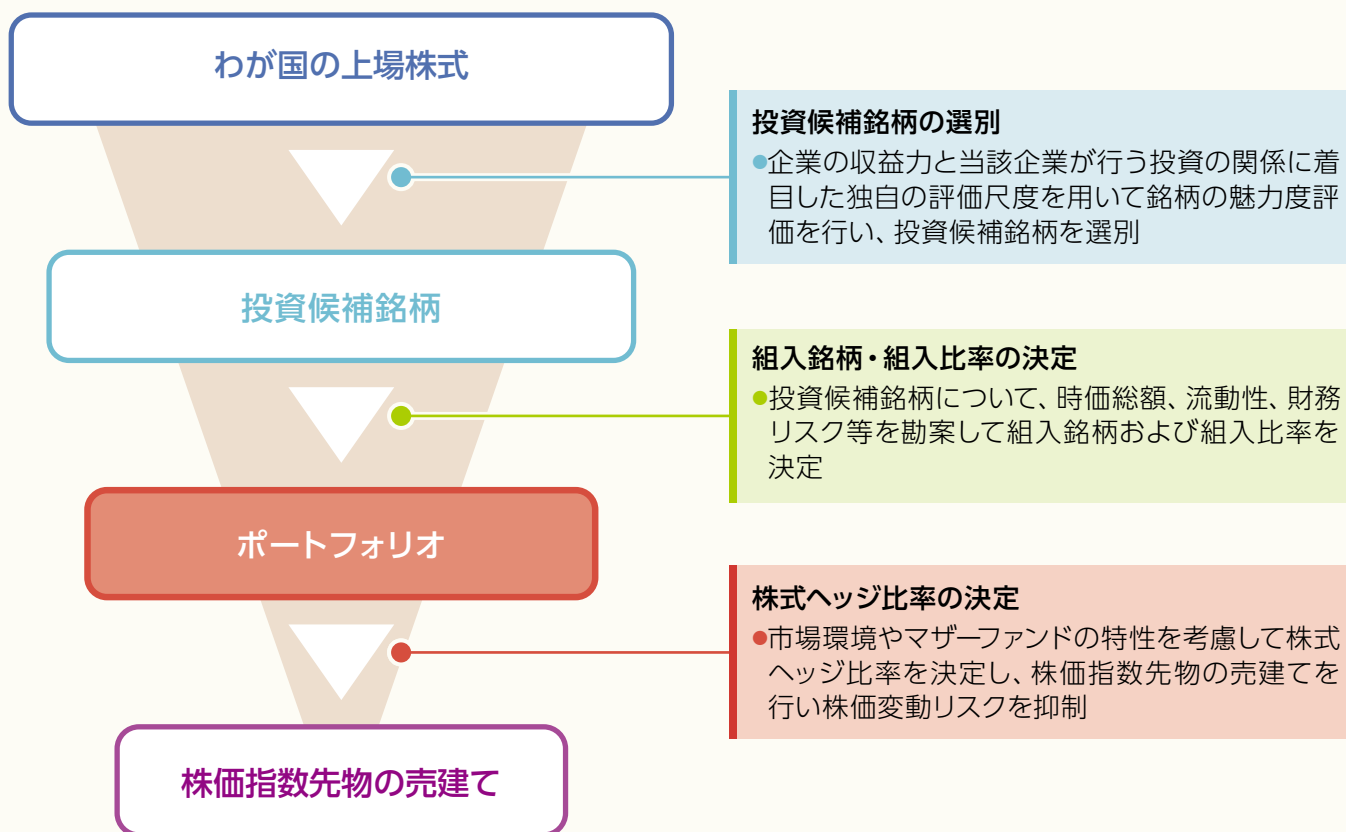 わが国の上場株式
投資候補銘柄の選別
●企業の収益力と当該企業が行う投資の関係に着
目した独自の評価尺度を用いて銘柄の魅力度評
価を行い、投資候補銘柄を選別
投資候補銘柄
組入銘柄・組入比率の決定
●投資候補銘柄について、時価総額、流動性、財務
リスク等を勘案して組入銘柄および組入比率を
決定
ポートフォリオ
株式ヘッジ比率の決定
●市場環境やマザーファンドの特性を考慮して株式
ヘッジ比率を決定し、株価指数先物の売建てを
行い株価変動リスクを抑制
株価指数先物の売建て